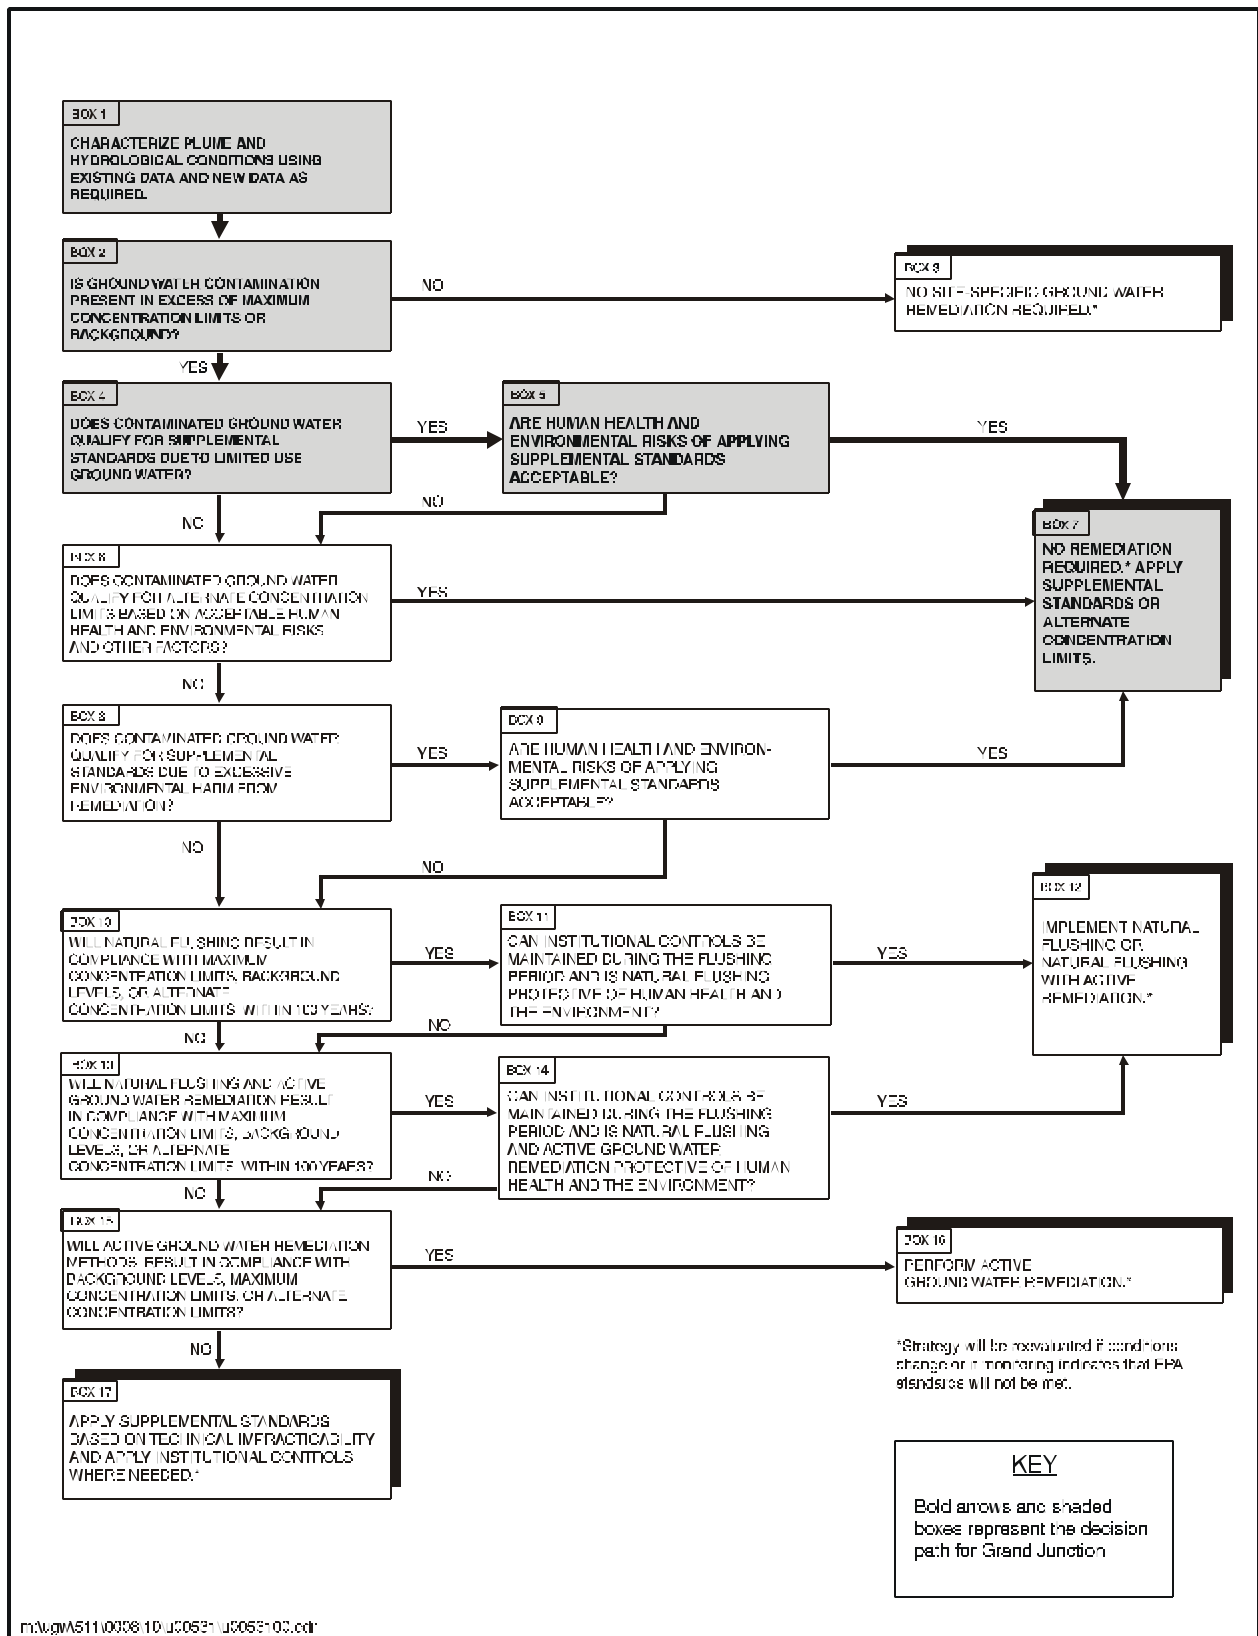 BOX 1
CHARACTERIZE PLUME AND
HYDROLOGICAL CONDITIONS USING
EXISTING DATA AND NEW DATA AS
REQUIRED.
BOX 2
IS GROUND WATER CONTAMINATION
PRESENT IN EXCESS OF MAXIMUM
CONCENTRATION LIMITS OR
BACKGROUND?
NO
BOX 3
NO SITE-SPECIFIC GROUND WATER
REMEDIATION REQUIRED.*
YES
BOX 4
DOES CONTAMINATED GROUND WATER
QUALIFY FOR SUPPLEMENTAL
STANDARDS DUE TO LIMITED USE
GROUND WATER?
YES
BOX 5
ARE HUMAN HEALTH AND
ENVIRONMENTAL RISKS OF APPLYING
SUPPLEMENTAL STANDARDS
ACCEPTABLE?
YES
NO
NO
BOX 6
DOES CONTAMINATED GROUND WATER
QUALIFY FOR ALTERNATE CONCENTRATION
LIMITS BASED ON ACCEPTABLE HUMAN
HEALTH AND ENVIRONMENTAL RISKS
AND OTHER FACTORS?
YES
BOX 7
NO REMEDIATION
REQUIRED.* APPLY
SUPPLEMENTAL
STANDARDS OR
ALTERNATE
CONCENTRATION
LIMITS.
NO
BOX 8
DOES CONTAMINATED GROUND WATER
QUALIFY FOR SUPPLEMENTAL
STANDARDS DUE TO EXCESSIVE
ENVIRONMENTAL HARM FROM
REMEDIATION?
YES
BOX 9
ARE HUMAN HEALTH AND ENVIRON-
MENTAL RISKS OF APPLYING
SUPPLEMENTAL STANDARDS
ACCEPTABLE?
YES
NO
NO
BOX 10
WILL NATURAL FLUSHING RESULT IN
COMPLIANCE WITH MAXIMUM
CONCENTRATION LIMITS, BACKGROUND
LEVELS, OR ALTERNATE
CONCENTRATION LIMITS WITHIN 100 YEARS?
YES
BOX 11
CAN INSTITUTIONAL CONTROLS BE
MAINTAINED DURING THE FLUSHING
PERIOD AND IS NATURAL FLUSHING
PROTECTIVE OF HUMAN HEALTH AND
THE ENVIRONMENT?
YES
BOX 12
IMPLEMENT NATURAL
FLUSHING OR
NATURAL FLUSHING
WITH ACTIVE
REMEDIATION.*
NO
NO
BOX 13
WILL NATURAL FLUSHING AND ACTIVE
GROUND WATER REMEDIATION RESULT
IN COMPLIANCE WITH MAXIMUM
CONCENTRATION LIMITS, BACKGROUND
LEVELS, OR ALTERNATE
CONCENTRATION LIMITS WITHIN 100 YEARS?
YES
BOX 14
CAN INSTITUTIONAL CONTROLS BE
MAINTAINED DURING THE FLUSHING
PERIOD AND IS NATURAL FLUSHING
AND ACTIVE GROUND WATER
REMEDIATION PROTECTIVE OF HUMAN
HEALTH AND THE ENVIRONMENT?
YES
NO
NO
BOX 15
WILL ACTIVE GROUND WATER REMEDIATION
METHODS RESULT IN COMPLIANCE WITH
BACKGROUND LEVELS, MAXIMUM
CONCENTRATION LIMITS, OR ALTERNATE
CONCENTRATION LIMITS?
YES
BOX 16
PERFORM ACTIVE
GROUND WATER REMEDIATION.*
NO
BOX 17
APPLY SUPPLEMENTAL STANDARDS
BASED ON TECHNICAL IMPRACTICABILITY
AND APPLY INSTITUTIONAL CONTROLS
WHERE NEEDED.*
*Strategy will be reevaluated if conditions
change or if monitoring indicates that EPA
standards will not be met.
KEY
Bold arrows and shaded
boxes represent the decision
path for Grand Junction